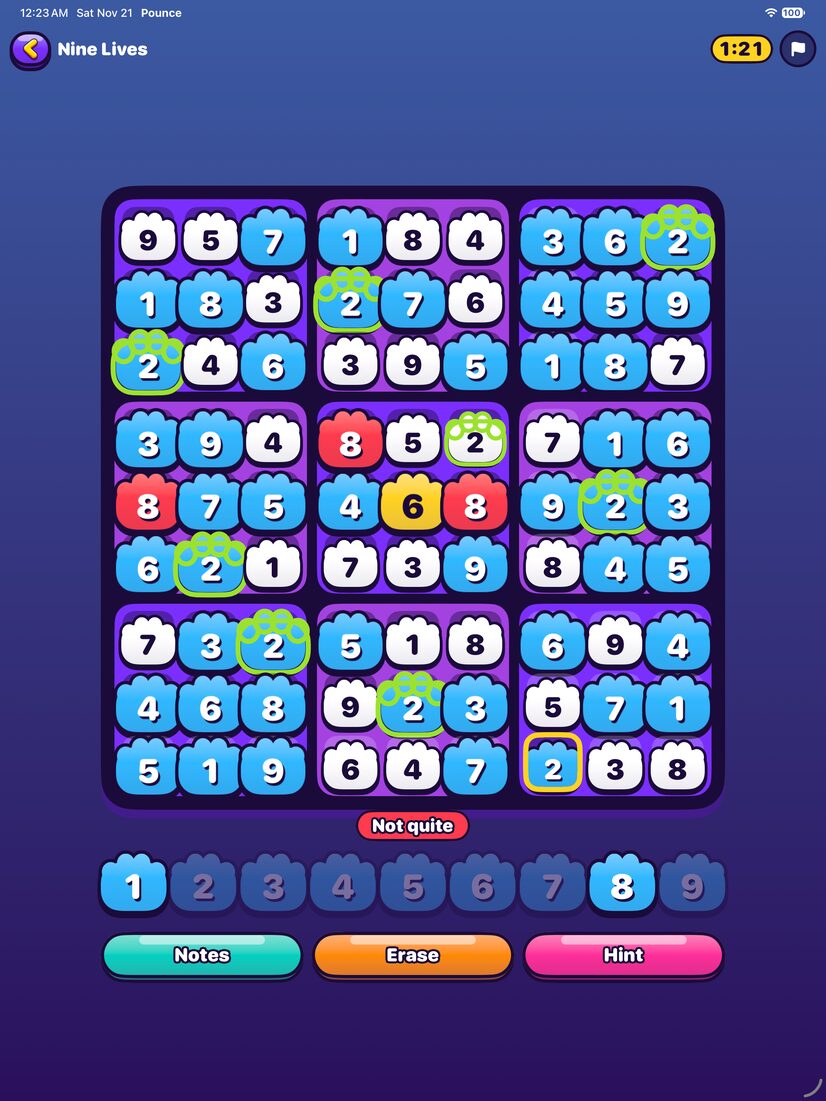 12:23 AM Sat Nov 21 Pounce 100
Nine Lives 1:21
9 5 7 1 8 4 3 6 2
1 8 3 2 7 6 4 5 9
2 4 6 3 9 5 1 8 7
3 9 4 8 5 2 7 1 6
8 7 5 4 6 8 9 2 3
6 2 1 7 3 9 8 4 5
7 3 2 5 1 8 6 9 4
4 6 8 9 2 3 5 7 1
5 1 9 6 4 7 2 3 8
Not quite
1 2 3 4 5 6 7 8 9
Notes Erase Hint